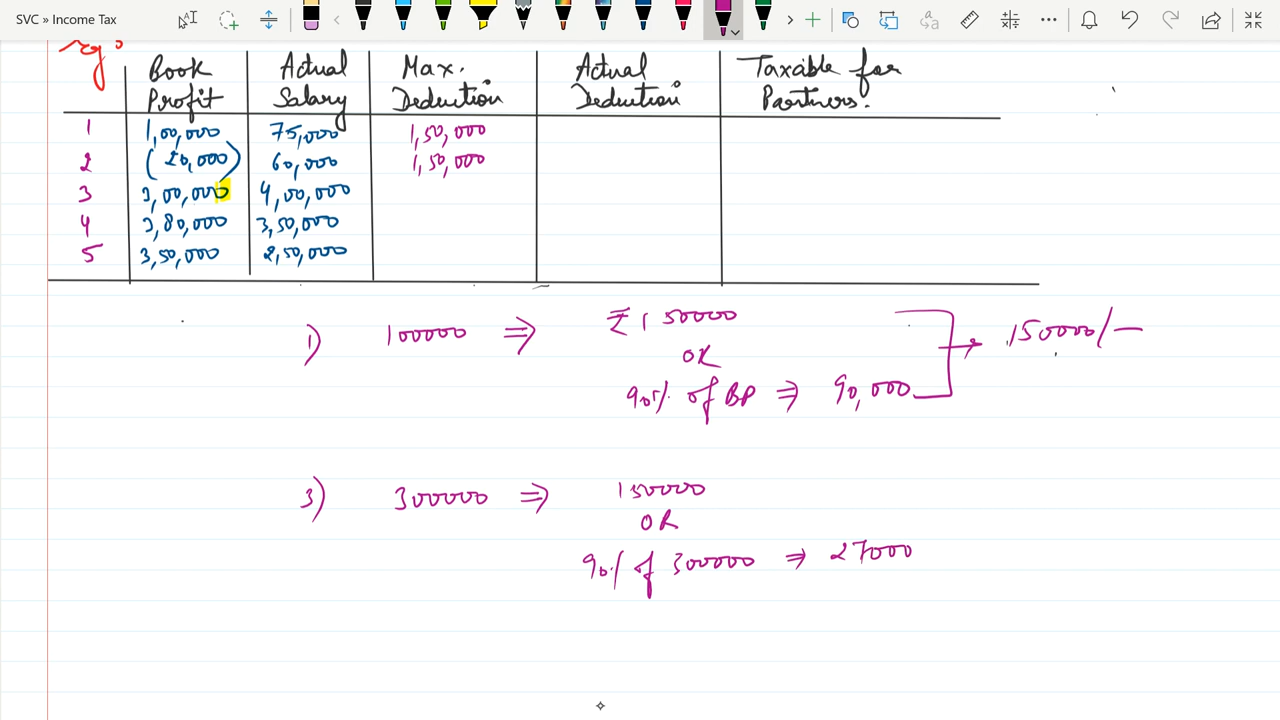 SVC » Income Tax
eg:
Book Profit Actual Salary Max. Deduction Actual Deduction Taxable for Partners.
1 1,00,000 75,000 1,50,000
2 (20,000) 60,000 1,50,000
3 3,00,000 4,00,000
4 3,80,000 3,50,000
5 3,50,000 2,50,000
1) 100000 ⇒ ₹150000
OR
90% of BP ⇒ 90,000
150000/-
3) 300000 ⇒ 150000
OR
90% of 300000 ⇒ 27000